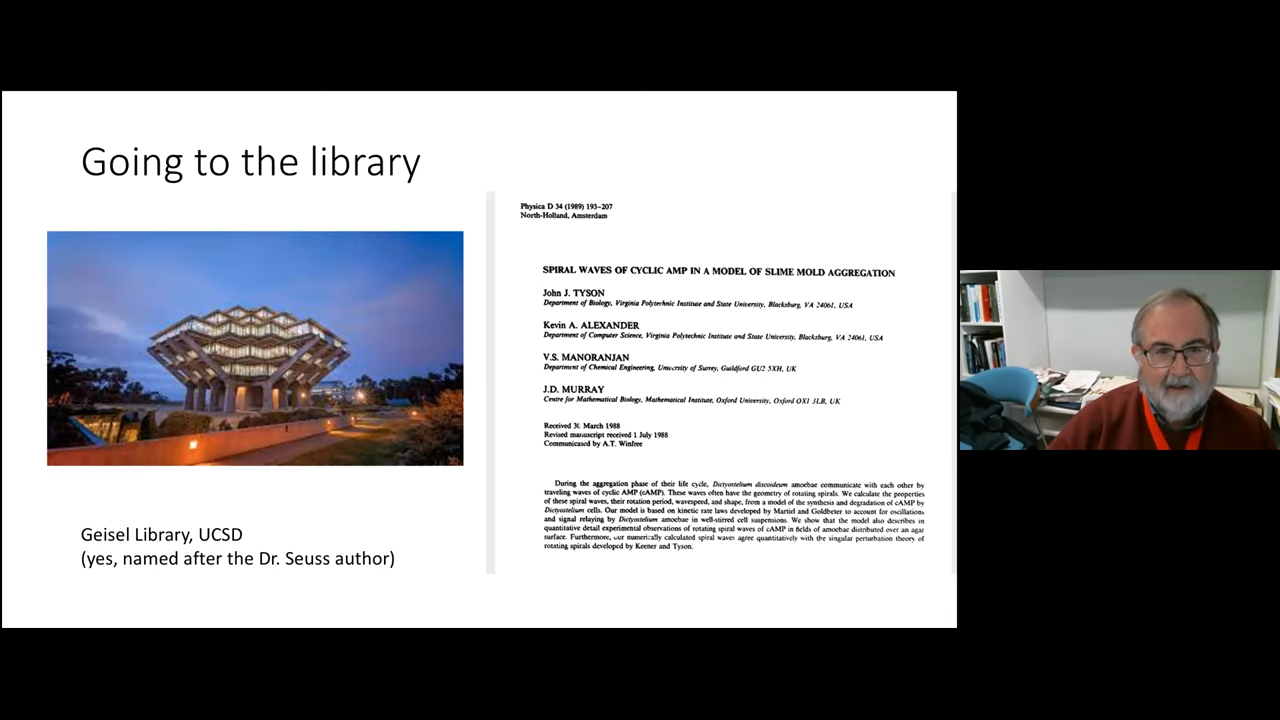 Going to the library
Geisel Library, UCSD
(yes, named after the Dr. Seuss author)
Physica D 34 (1989) 193-207
North-Holland, Amsterdam
SPIRAL WAVES OF CYCLIC AMP IN A MODEL OF SLIME MOLD AGGREGATION
John J. TYSON
Department of Biology, Virginia Polytechnic Institute and State University, Blacksburg, VA 24061, USA
Kevin A. ALEXANDER
Department of Computer Science, Virginia Polytechnic Institute and State University, Blacksburg, VA 24061, USA
V.S. MANORANJAN
Department of Chemical Engineering, University of Surrey, Guildford GU2 5XH, UK
J.D. MURRAY
Centre for Mathematical Biology, Mathematical Institute, Oxford University, Oxford OX1 3LB, UK
Received 30 March 1988
Revised manuscript received 1 July 1988
Communicated by A.T. Winfree
During the aggregation phase of their life cycle, Dictyostelium discoideum amoebae communicate with each other by
traveling waves of cyclic AMP (cAMP). These waves often have the geometry of rotating spirals. We calculate the properties
of these spiral waves, their rotation period, wavespeed, and shape, from a model of the synthesis and degradation of cAMP by
Dictyostelium cells. Our model is based on kinetic rate laws developed by Martiel and Goldbeter to account for oscillations
and signal relaying by Dictyostelium amoebae in well-stirred cell suspensions. We show that the model also describes in
quantitative detail experimental observations of rotating spiral waves of cAMP in fields of amoebae distributed over an agar
surface. Furthermore, our numerically calculated spiral waves agree quantitatively with the singular perturbation theory of
rotating spirals developed by Keener and Tyson.